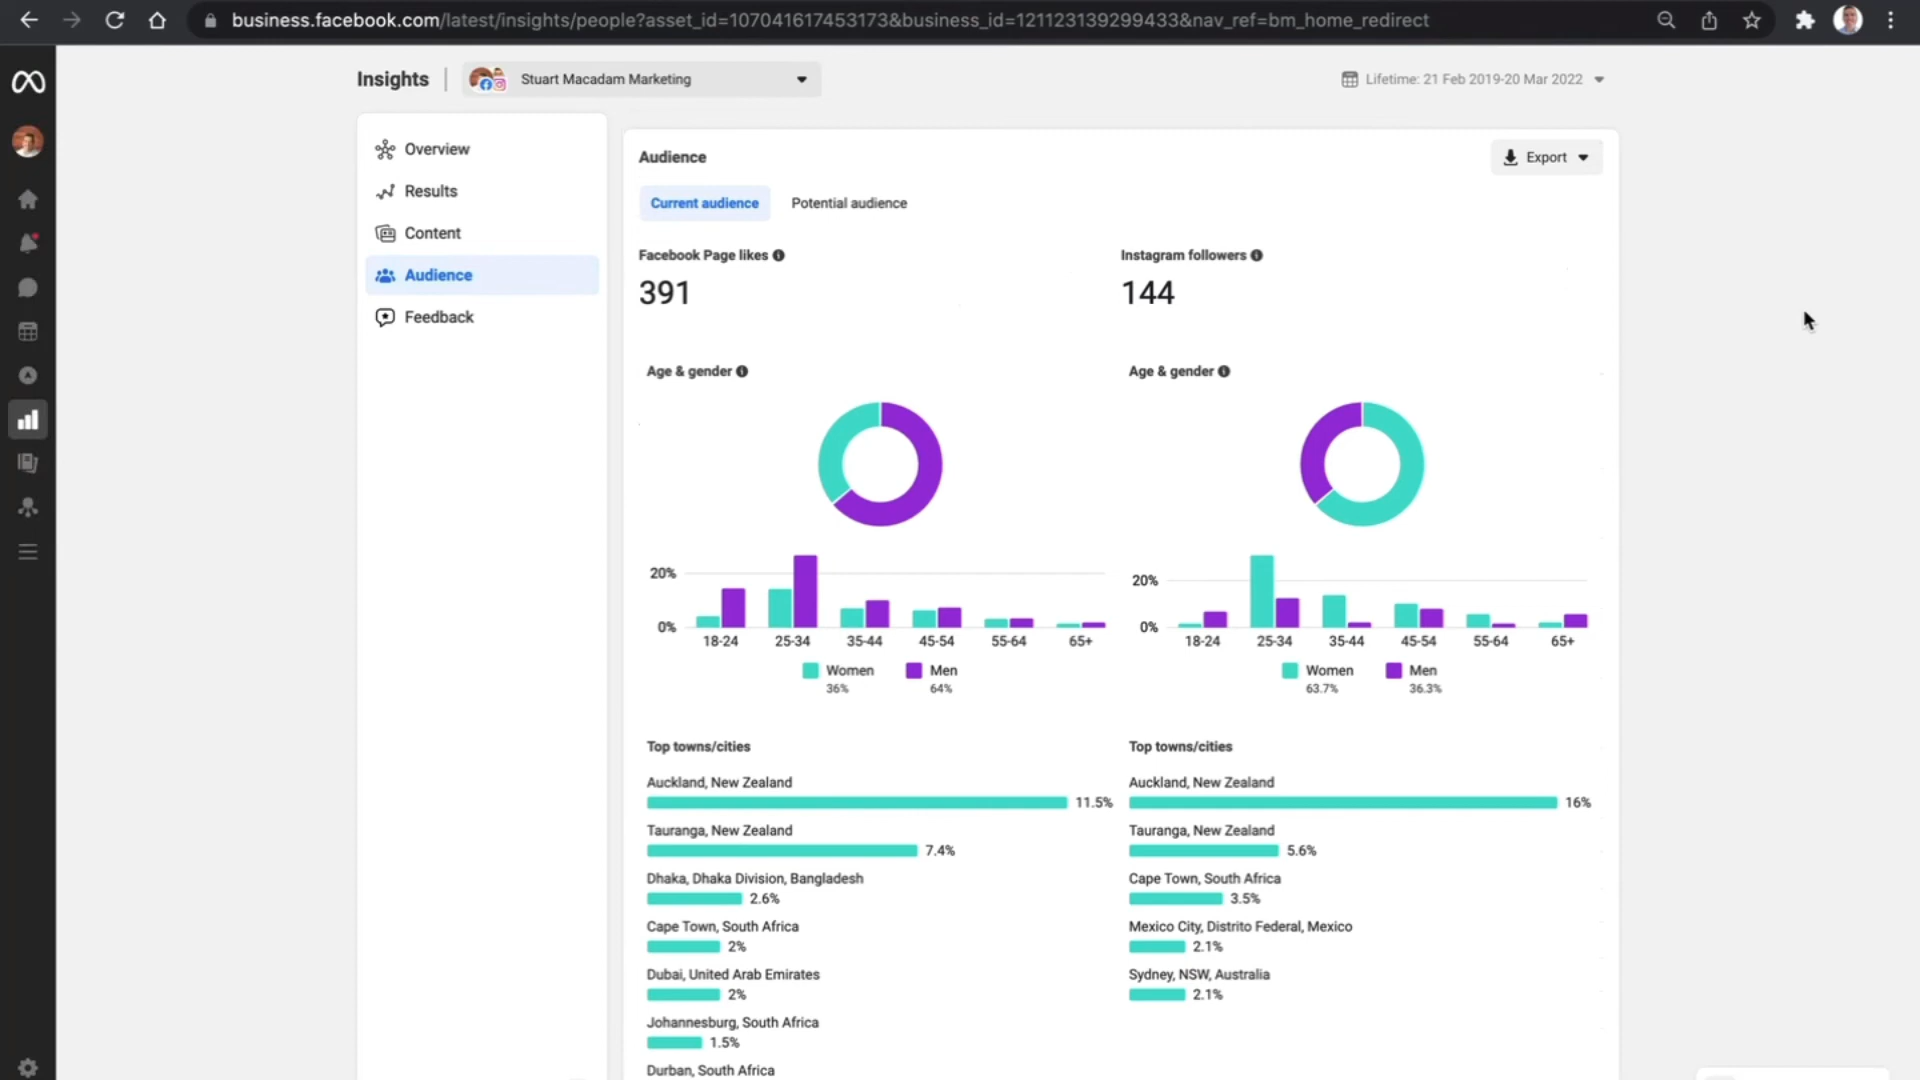 business.facebook.com/latest/insights/people?asset_id=107041617453173&business_id=121123139299433&nav_ref=bm_home_redirect
Insights
Stuart Macadam Marketing
Lifetime: 21 Feb 2019-20 Mar 2022
Overview
Results
Content
Audience
Feedback
Audience
Export
Current audience
Potential audience
Facebook Page likes
391
Age & gender
20%
0%
18-24 25-34 35-44 45-54 55-64 65+
Women
36%
Men
64%
Top towns/cities
Auckland, New Zealand
11.5%
Tauranga, New Zealand
7.4%
Dhaka, Dhaka Division, Bangladesh
2.6%
Cape Town, South Africa
2%
Dubai, United Arab Emirates
2%
Johannesburg, South Africa
1.5%
Durban, South Africa
Instagram followers
144
Age & gender
20%
0%
18-24 25-34 35-44 45-54 55-64 65+
Women
63.7%
Men
36.3%
Top towns/cities
Auckland, New Zealand
16%
Tauranga, New Zealand
5.6%
Cape Town, South Africa
3.5%
Mexico City, Distrito Federal, Mexico
2.1%
Sydney, NSW, Australia
2.1%